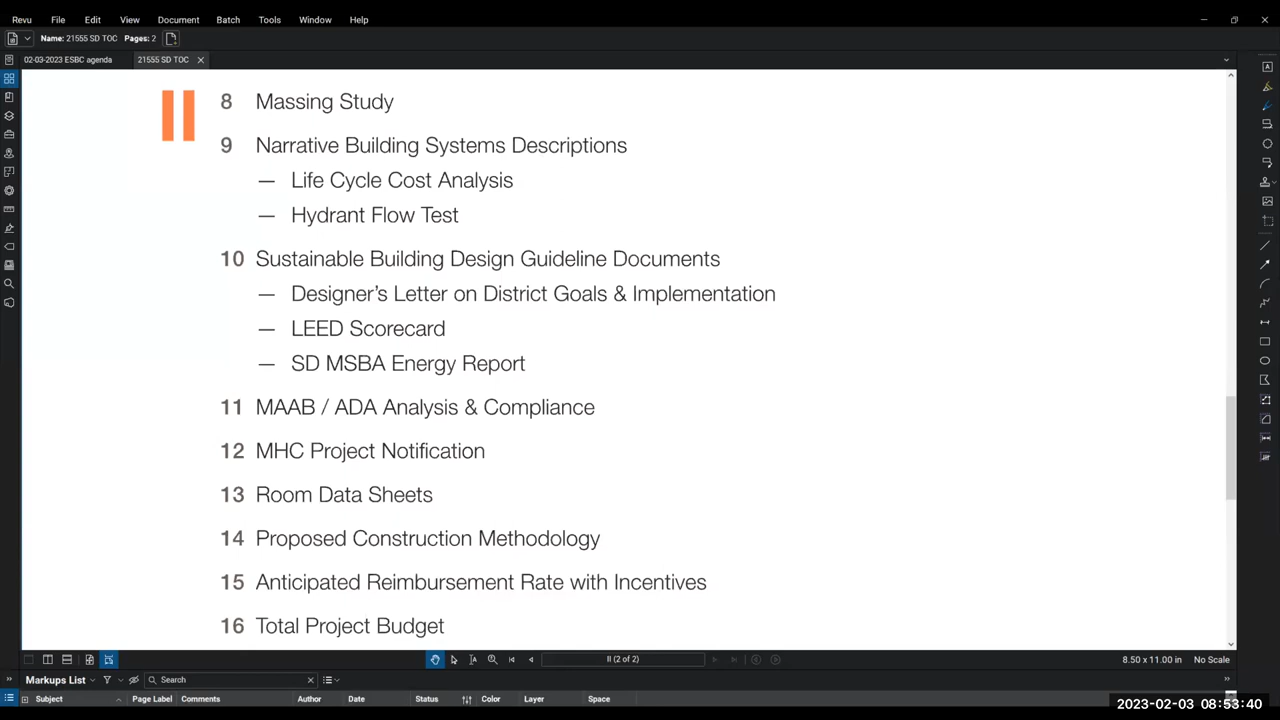 Revu File Edit View Document Batch Tools Window Help
Name: 21555 SD TOC Pages: 2
02-03-2023 ESBC agenda 21555 SD TOC
II
8 Massing Study
9 Narrative Building Systems Descriptions
— Life Cycle Cost Analysis
— Hydrant Flow Test
10 Sustainable Building Design Guideline Documents
— Designer's Letter on District Goals & Implementation
— LEED Scorecard
— SD MSBA Energy Report
11 MAAB / ADA Analysis & Compliance
12 MHC Project Notification
13 Room Data Sheets
14 Proposed Construction Methodology
15 Anticipated Reimbursement Rate with Incentives
16 Total Project Budget
II (2 of 2) 8.50 x 11.00 in No Scale
Markups List Search
Subject Page Label Comments Author Date Status Color Layer Space
2023-02-03 08:53:40